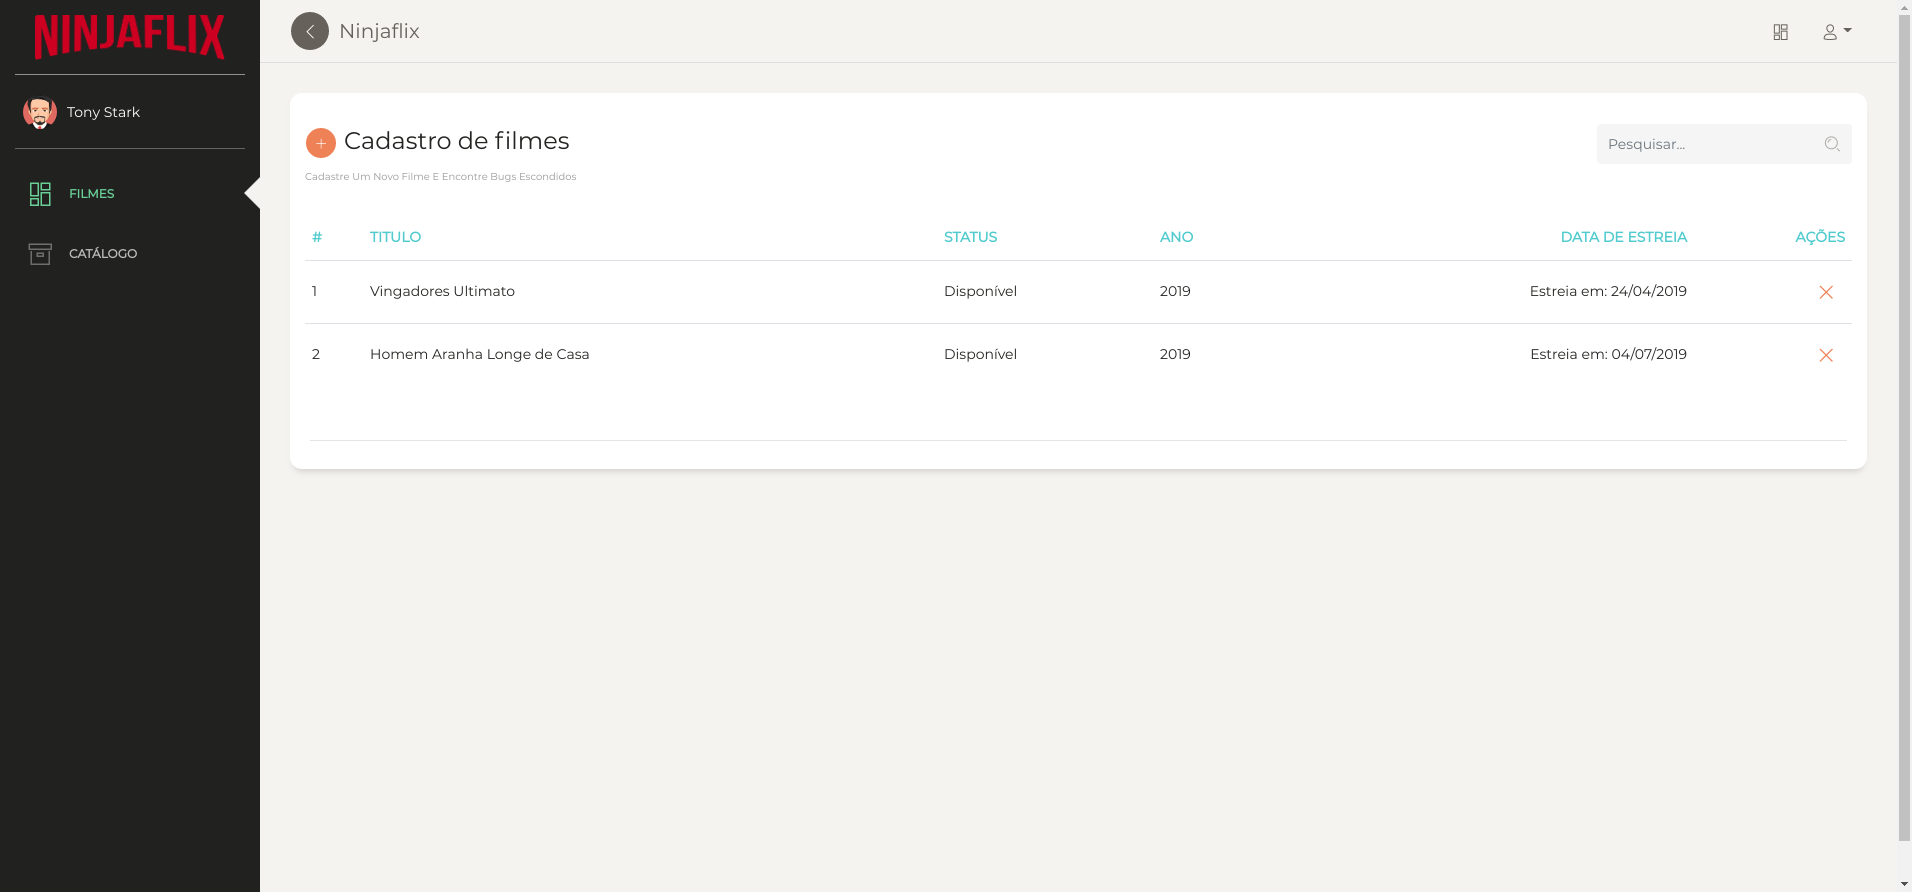 NINJAFLIX
Ninjaflix
Tony Stark
FILMES
CATÁLOGO
Cadastro de filmes
Pesquisar...
Cadastre Um Novo Filme E Encontre Bugs Escondidos
# TITULO STATUS ANO DATA DE ESTREIA AÇÕES
1 Vingadores Ultimato Disponível 2019 Estreia em: 24/04/2019
2 Homem Aranha Longe de Casa Disponível 2019 Estreia em: 04/07/2019